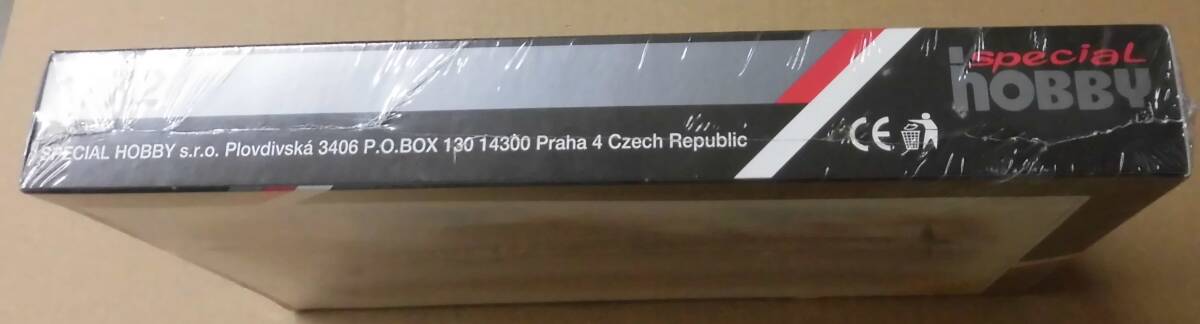 special
HOBBY
SPECIAL HOBBY s.r.o. Plovdivská 3406 P.O.BOX 130 14300 Praha 4 Czech Republic
CE